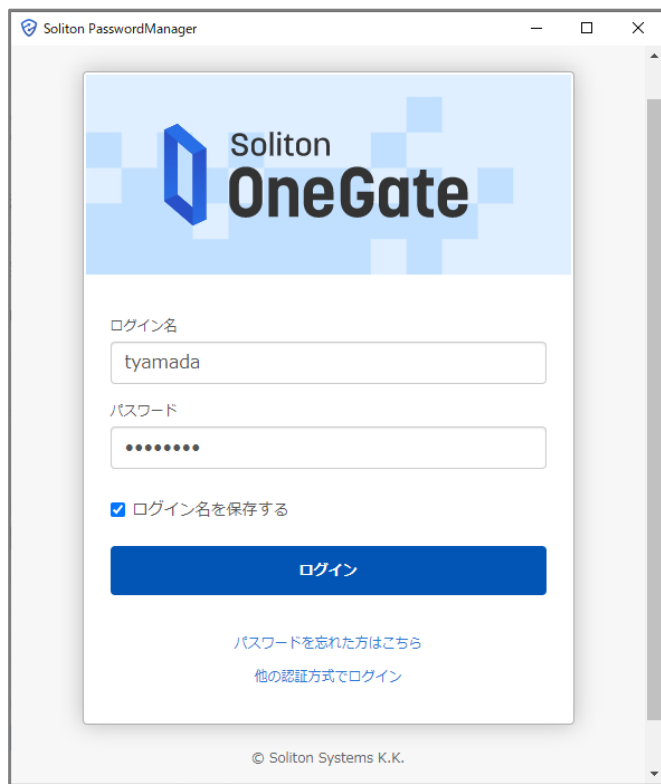 Soliton PasswordManager
Soliton
OneGate
ログイン名
tyamada
パスワード
••••••••
ログイン名を保存する
ログイン
パスワードを忘れた方はこちら
他の認証方式でログイン
© Soliton Systems K.K.